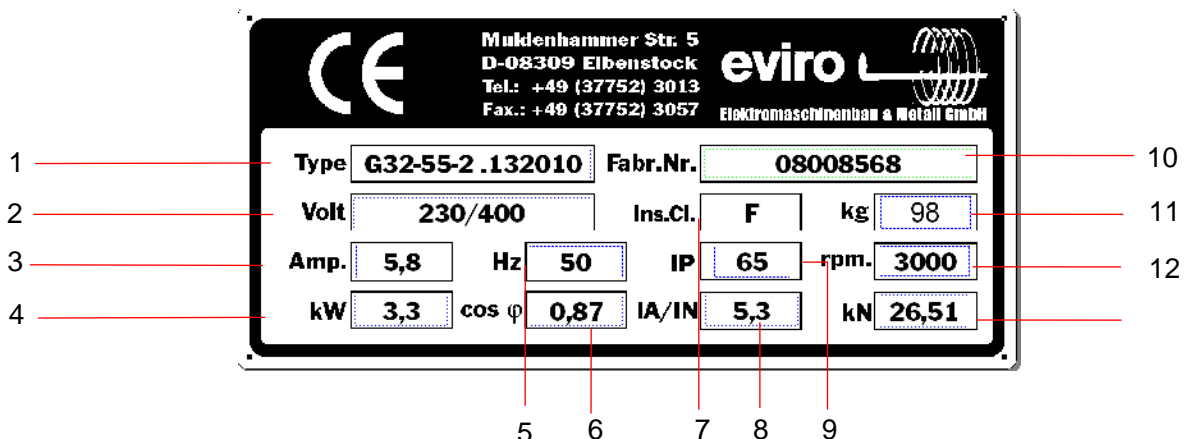 CE
Muldenhammer Str. 5
D-08309 Eibenstock
Tel.: +49 (37752) 3013
Fax.: +49 (37752) 3057
eviro
Elektromaschinenbau & Metall GmbH
1 Type G32-55-2 .132010 Fabr.Nr. 08008568 10
2 Volt 230/400 Ins.Cl. F kg 98 11
3 Amp. 5,8 Hz 50 IP 65 rpm. 3000 12
4 kW 3,3 cos φ 0,87 IA/IN 5,3 kN 26,51
5 6 7 8 9